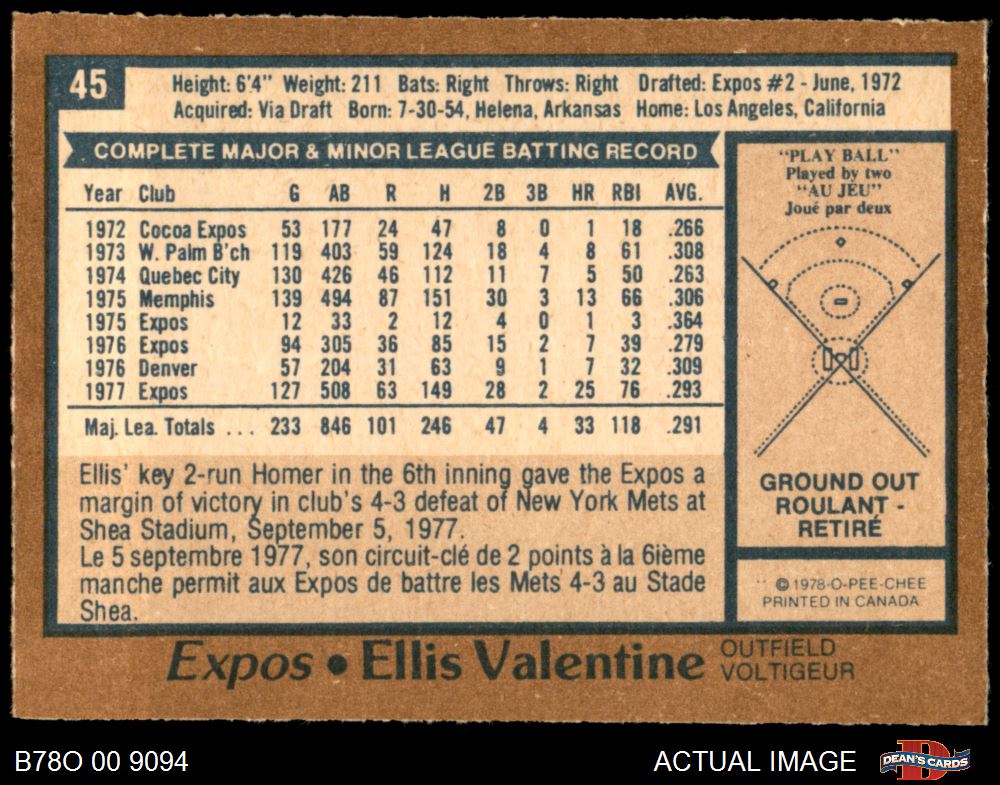 45
Height: 6'4" Weight: 211 Bats: Right Throws: Right Drafted: Expos #2 - June, 1972
Acquired: Via Draft Born: 7-30-54, Helena, Arkansas Home: Los Angeles, California
COMPLETE MAJOR & MINOR LEAGUE BATTING RECORD
Year Club G AB R H 2B 3B HR RBI AVG.
1972 Cocoa Expos 53 177 24 47 8 0 1 18 .266
1973 W. Palm B'ch 119 403 59 124 18 4 8 61 .308
1974 Quebec City 130 426 46 112 11 7 5 50 .263
1975 Memphis 139 494 87 151 30 3 13 66 .306
1975 Expos 12 33 2 12 4 0 1 3 .364
1976 Expos 94 305 36 85 15 2 7 39 .279
1976 Denver 57 204 31 63 9 1 7 32 .309
1977 Expos 127 508 63 149 28 2 25 76 .293
Maj. Lea. Totals ... 233 846 101 246 47 4 33 118 .291
Ellis' key 2-run Homer in the 6th inning gave the Expos a
margin of victory in club's 4-3 defeat of New York Mets at
Shea Stadium, September 5, 1977.
Le 5 septembre 1977, son circuit-clé de 2 points à la 6ième
manche permit aux Expos de battre les Mets 4-3 au Stade
Shea.
"PLAY BALL"
Played by two
"AU JEU"
Joué par deux
GROUND OUT
ROULANT -
RETIRÉ
© 1978-O-PEE-CHEE
PRINTED IN CANADA.
Expos • Ellis Valentine
OUTFIELD
VOLTIGEUR
B78O 00 9094
ACTUAL IMAGE
D
DEAN'S CARDS